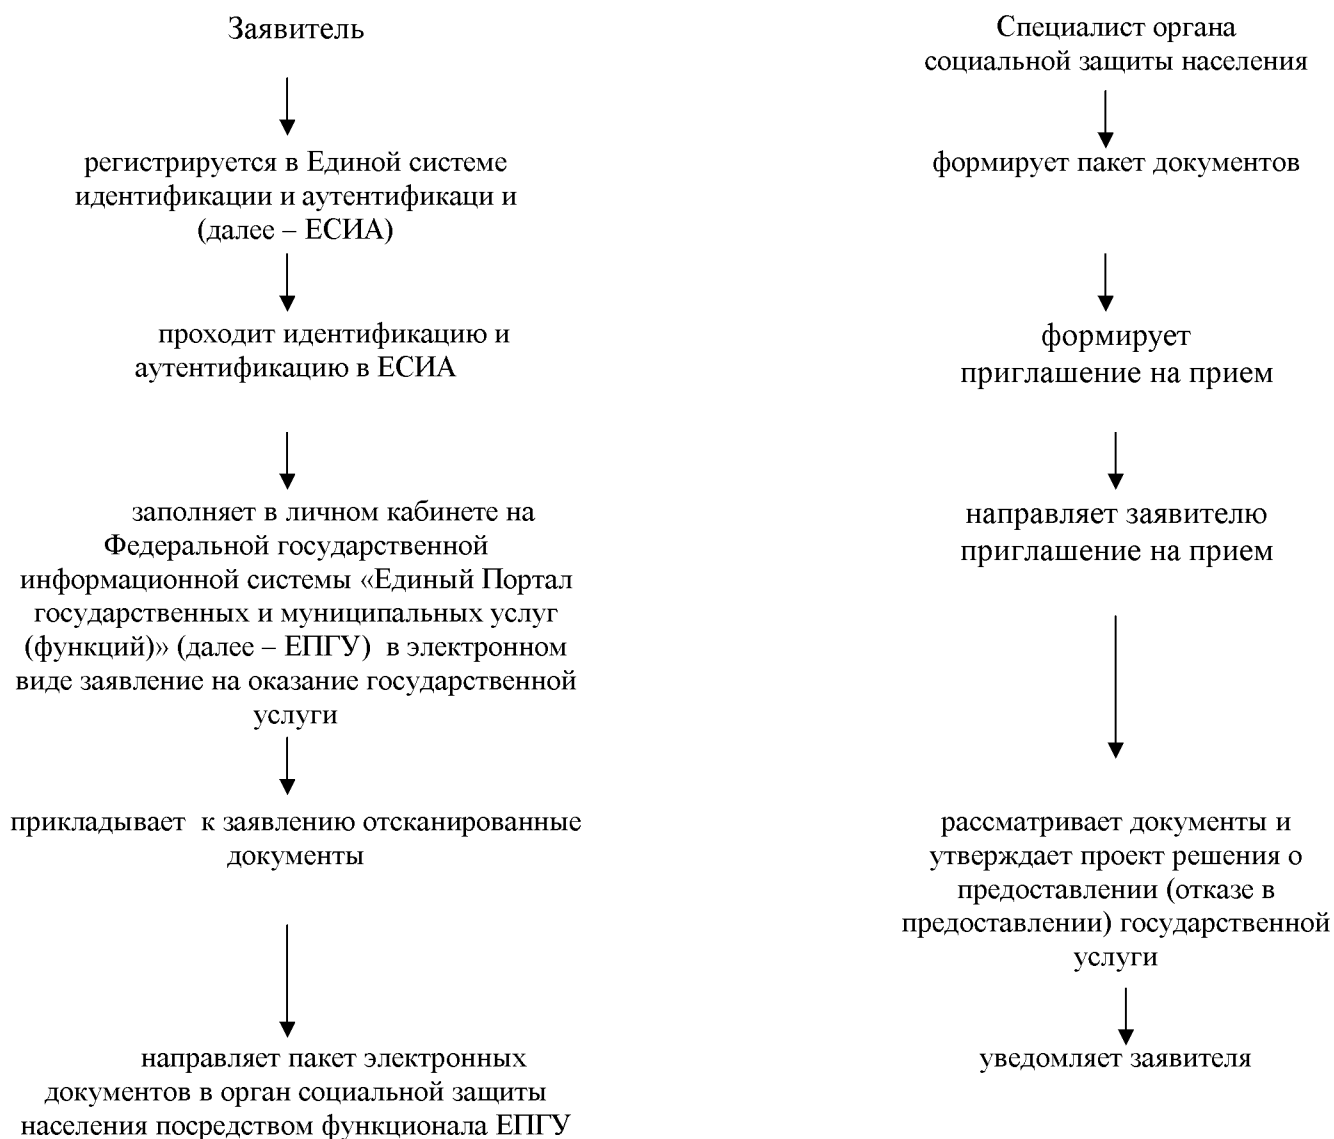 Заявитель
регистрируется в Единой системе
идентификации и аутентификаци и
(далее – ЕСИА)
проходит идентификацию и
аутентификацию в ЕСИА
заполняет в личном кабинете на
Федеральной государственной
информационной системы «Единый Портал
государственных и муниципальных услуг
(функций)» (далее – ЕПГУ)  в электронном
виде заявление на оказание государственной
услуги
прикладывает  к заявлению отсканированные
документы
направляет пакет электронных
документов в орган социальной защиты
населения посредством функционала ЕПГУ
Специалист органа
социальной защиты населения
формирует пакет документов
формирует
приглашение на прием
направляет заявителю
приглашение на прием
рассматривает документы и
утверждает проект решения о
предоставлении (отказе в
предоставлении) государственной
услуги
уведомляет заявителя